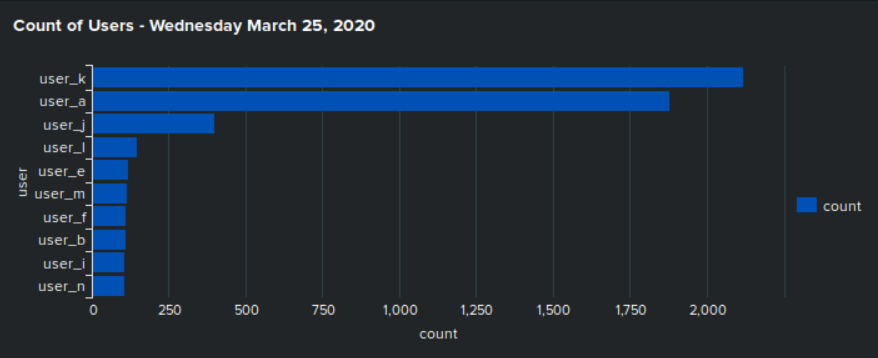 Count of Users - Wednesday March 25, 2020
user_k
user_a
user_j
user_l
user_e
user_m
user_f
user_b
user_i
user_n
user
0 250 500 750 1,000 1,250 1,500 1,750 2,000
count
count